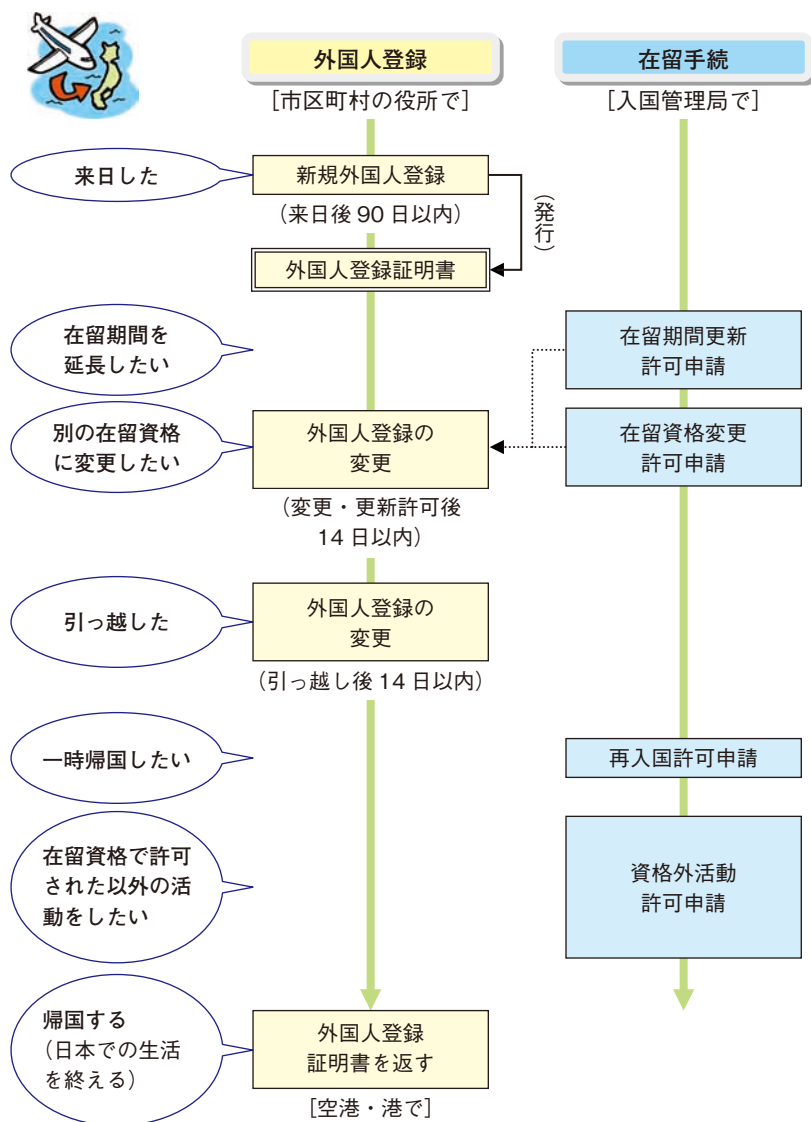 外国人登録
[市区町村の役所で]
在留手続
[入国管理局で]
来日した
新規外国人登録
(来日後 90 日以内)
(発行)
外国人登録証明書
在留期間を
延長したい
在留期間更新
許可申請
別の在留資格
に変更したい
外国人登録の
変更
(変更・更新許可後
14 日以内)
在留資格変更
許可申請
引っ越した
外国人登録の
変更
(引っ越し後 14 日以内)
一時帰国したい
再入国許可申請
在留資格で許可
された以外の活
動をしたい
資格外活動
許可申請
帰国する
(日本での生活
を終える)
外国人登録
証明書を返す
[空港・港で]